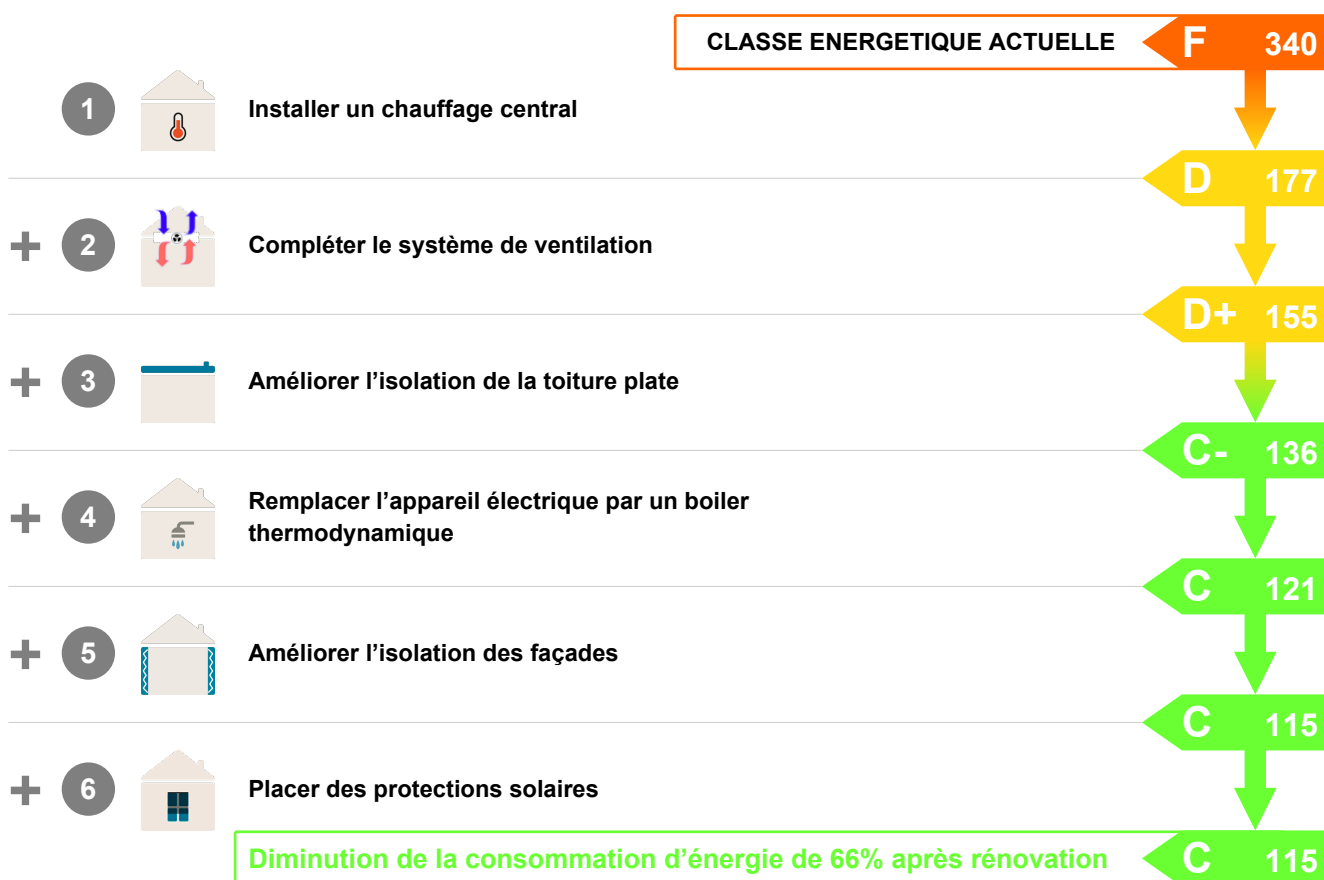 CLASSE ENERGETIQUE ACTUELLE F 340
1 Installer un chauffage central
D 177
+ 2 Compléter le système de ventilation
D+ 155
+ 3 Améliorer l’isolation de la toiture plate
C- 136
+ 4 Remplacer l’appareil électrique par un boiler
thermodynamique
C 121
+ 5 Améliorer l’isolation des façades
C 115
+ 6 Placer des protections solaires
Diminution de la consommation d’énergie de 66% après rénovation C 115